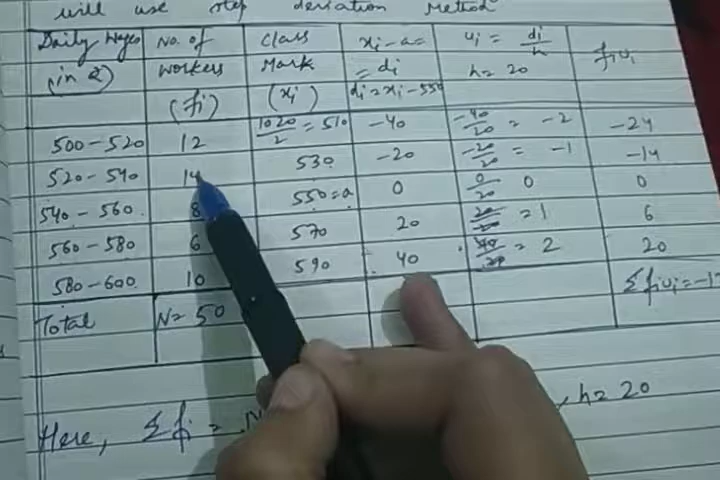 will use step deviation Method
Daily Wages No. of Class xi - a = ui = di/h fiui
(in ₹) workers Mark = di h = 20
(fi) (xi) di = xi - 550
500 - 520 12 1020/2 = 510 -40 -40/20 = -2 -24
520 - 540 14 530 -20 -20/20 = -1 -14
540 - 560 8 550 = a 0 0/20 0 0
560 - 580 6 570 20 20/20 = 1 6
580 - 600 10 590 40 40/20 = 2 20
Total N = 50 Σfiui = -1
Here, Σfi = N , h = 20